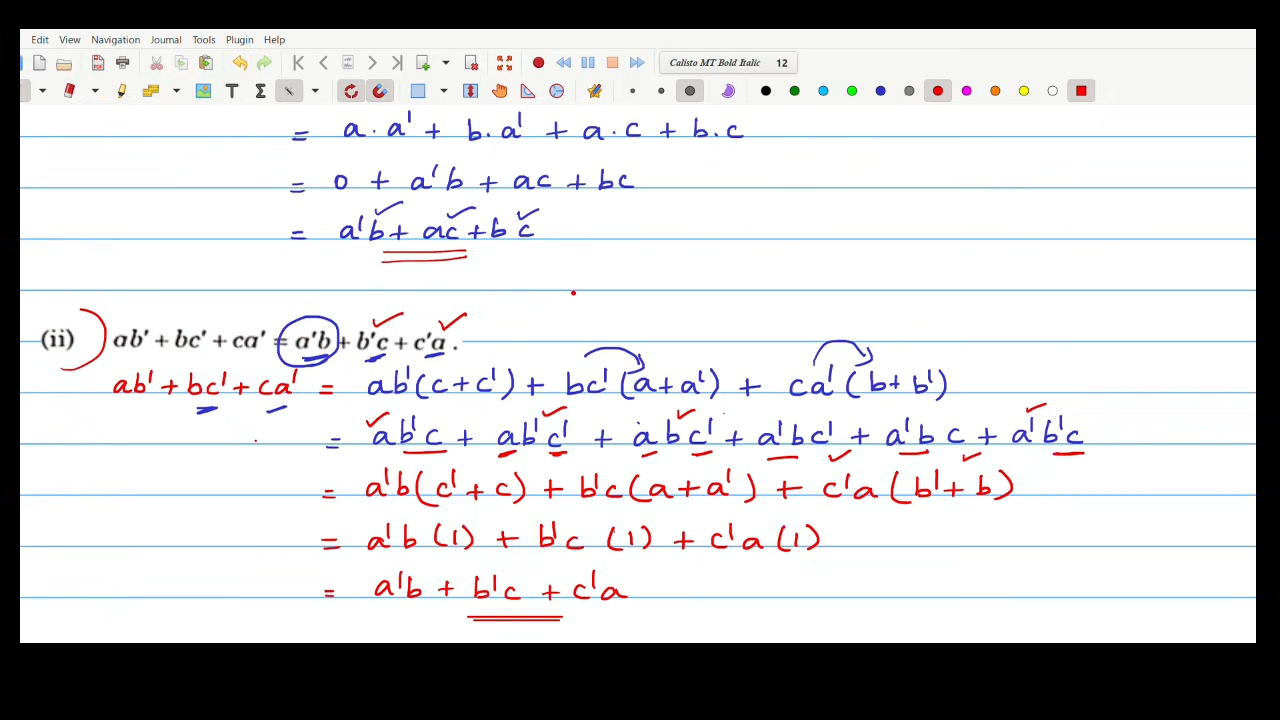 Edit View Navigation Journal Tools Plugin Help
Calisto MT Bold Italic 12
= a · a' + b · a' + a · c + b · c
= 0 + a'b + ac + bc
= a'b + ac + bc
(ii) ab' + bc' + ca' = a'b + b'c + c'a .
ab' + bc' + ca' = ab'(c+c') + bc'(a+a') + ca'(b+b')
= ab'c + ab'c' + abc' + a'bc' + a'bc + a'b'c
= a'b(c'+c) + b'c(a+a') + c'a(b'+b)
= a'b(1) + b'c(1) + c'a(1)
= a'b + b'c + c'a